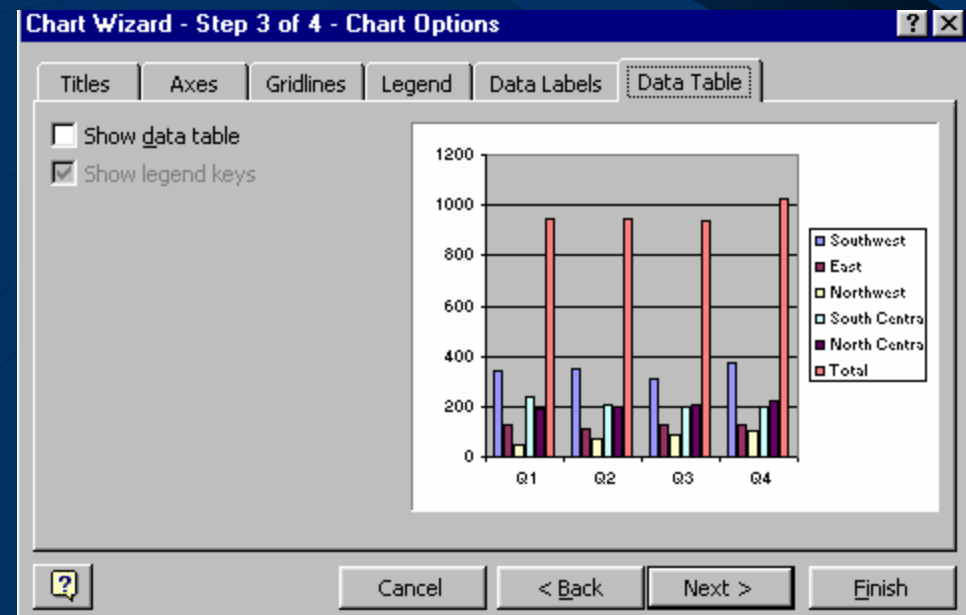 Chart Wizard - Step 3 of 4 - Chart Options
Titles Axes Gridlines Legend Data Labels Data Table
Show data table
Show legend keys
1200
1000
800
600
400
200
0
Q1 Q2 Q3 Q4
Southwest
East
Northwest
South Centra
North Centra
Total
Cancel < Back Next > Finish